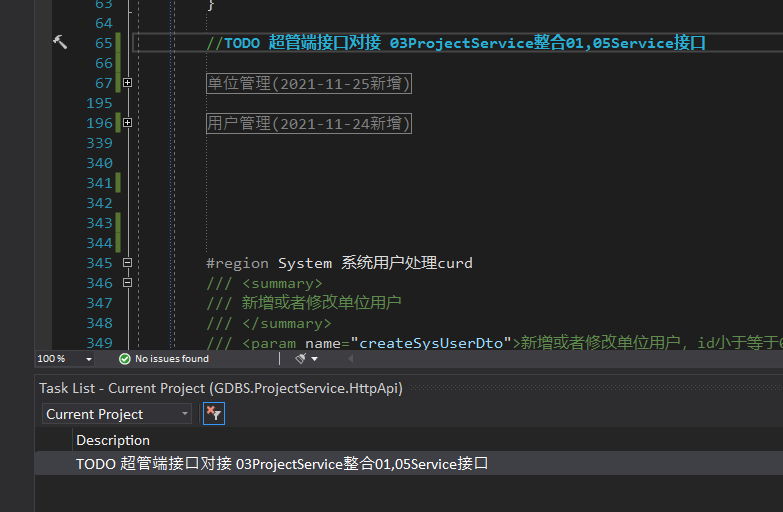 63 }
64
65 //TODO 超管端接口对接 03ProjectService整合01,05Service接口
66
67 单位管理(2021-11-25新增)
195
196 用户管理(2021-11-24新增)
339
340
341
342
343
344
345 #region System 系统用户处理curd
346 /// <summary>
347 /// 新增或者修改单位用户
348 /// </summary>
349 /// <param name="createSysUserDto">新增或者修改单位用户，id小于等于
100 % No issues found
Task List - Current Project (GDBS.ProjectService.HttpApi)
Current Project
Description
TODO 超管端接口对接 03ProjectService整合01,05Service接口